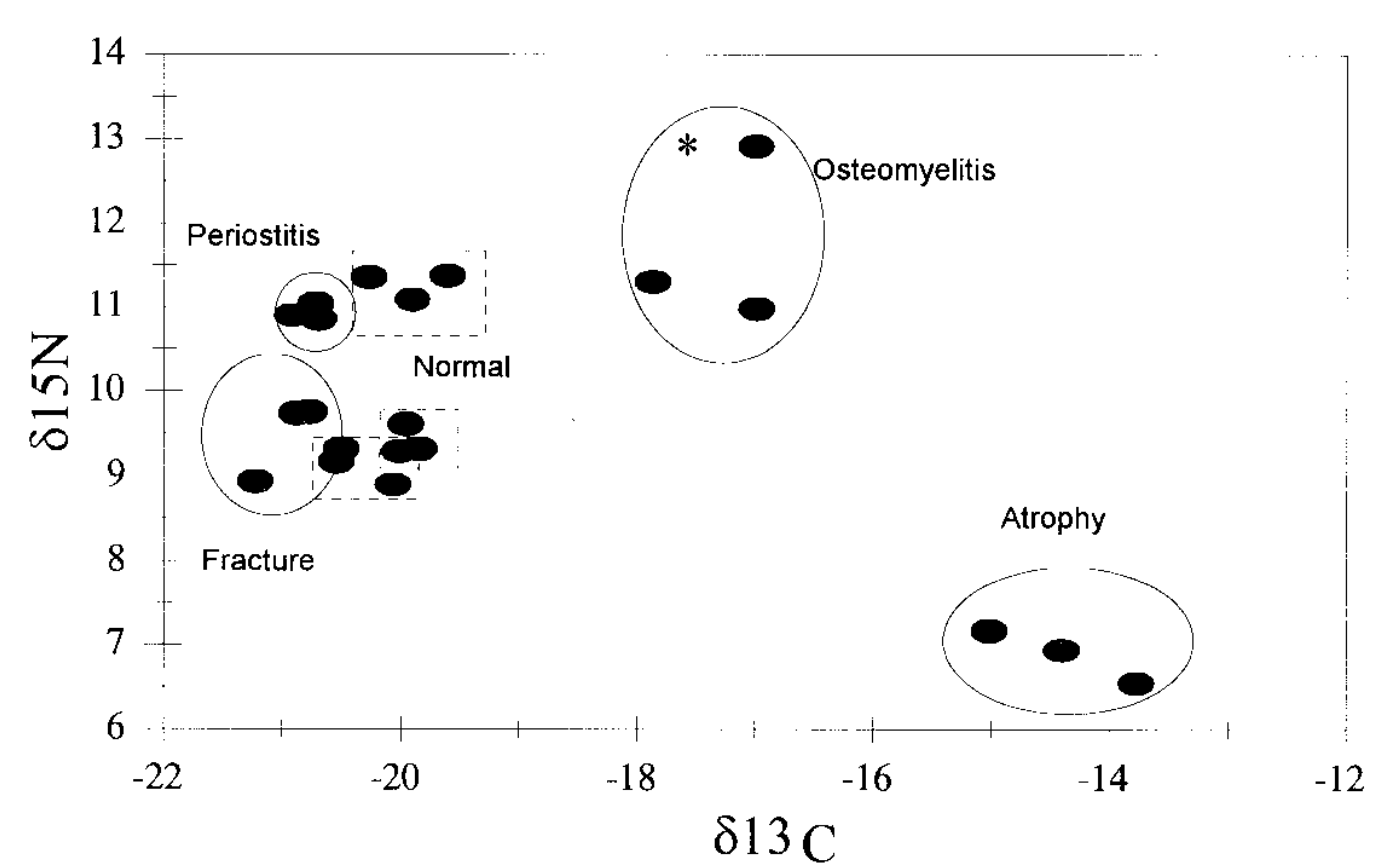 14
13
*
Osteomyelitis
12
Periostitis
11
Normal
10
δ15N
9
Atrophy
8
Fracture
7
6
-22 -20 -18 -16 -14 -12
δ13 C